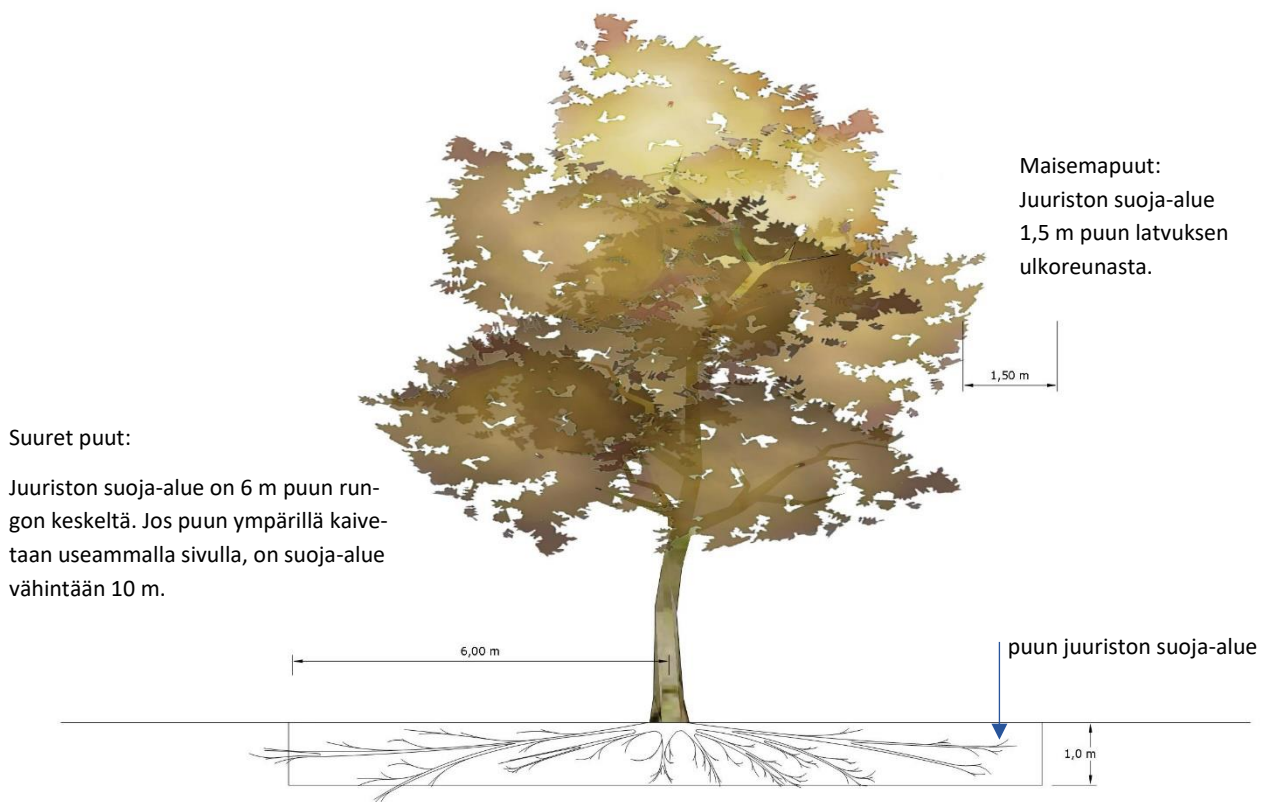 Maisemapuut:
Juuriston suoja-alue
1,5 m puun latvuksen
ulkoreunasta.
1,50 m
Suuret puut:
Juuriston suoja-alue on 6 m puun run-
gon keskeltä. Jos puun ympärillä kaive-
taan useammalla sivulla, on suoja-alue
vähintään 10 m.
6,00 m
puun juuriston suoja-alue
1,0 m